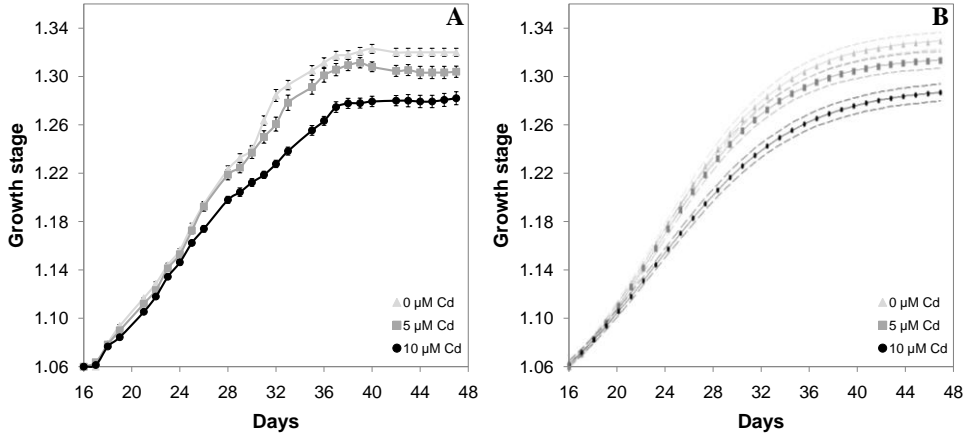 A
Growth stage
1.34
1.30
1.26
1.22
1.18
1.14
1.10
1.06
0 µM Cd
5 µM Cd
10 µM Cd
16 20 24 28 32 36 40 44 48
Days
B
Growth stage
1.34
1.30
1.26
1.22
1.18
1.14
1.10
1.06
0 µM Cd
5 µM Cd
10 µM Cd
16 20 24 28 32 36 40 44 48
Days